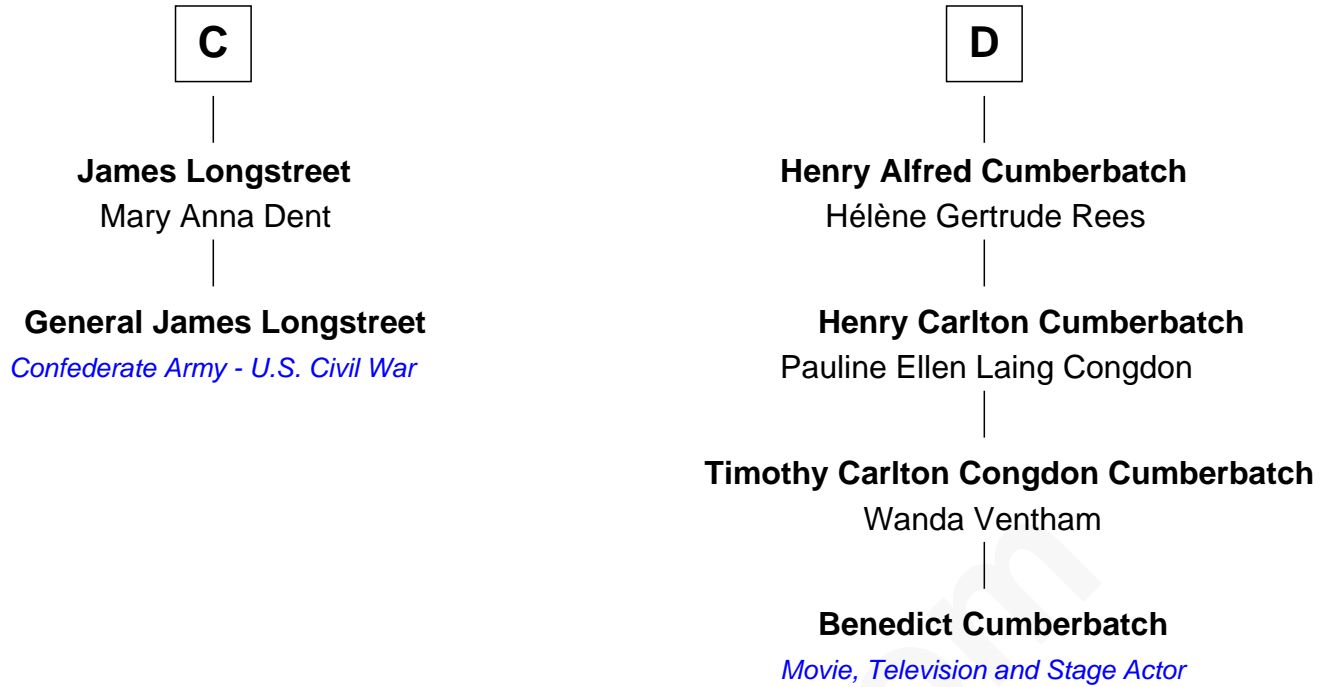 C
James Longstreet
Mary Anna Dent
General James Longstreet
Confederate Army - U.S. Civil War
D
Henry Alfred Cumberbatch
Hélène Gertrude Rees
Henry Carlton Cumberbatch
Pauline Ellen Laing Congdon
Timothy Carlton Congdon Cumberbatch
Wanda Ventham
Benedict Cumberbatch
Movie, Television and Stage Actor